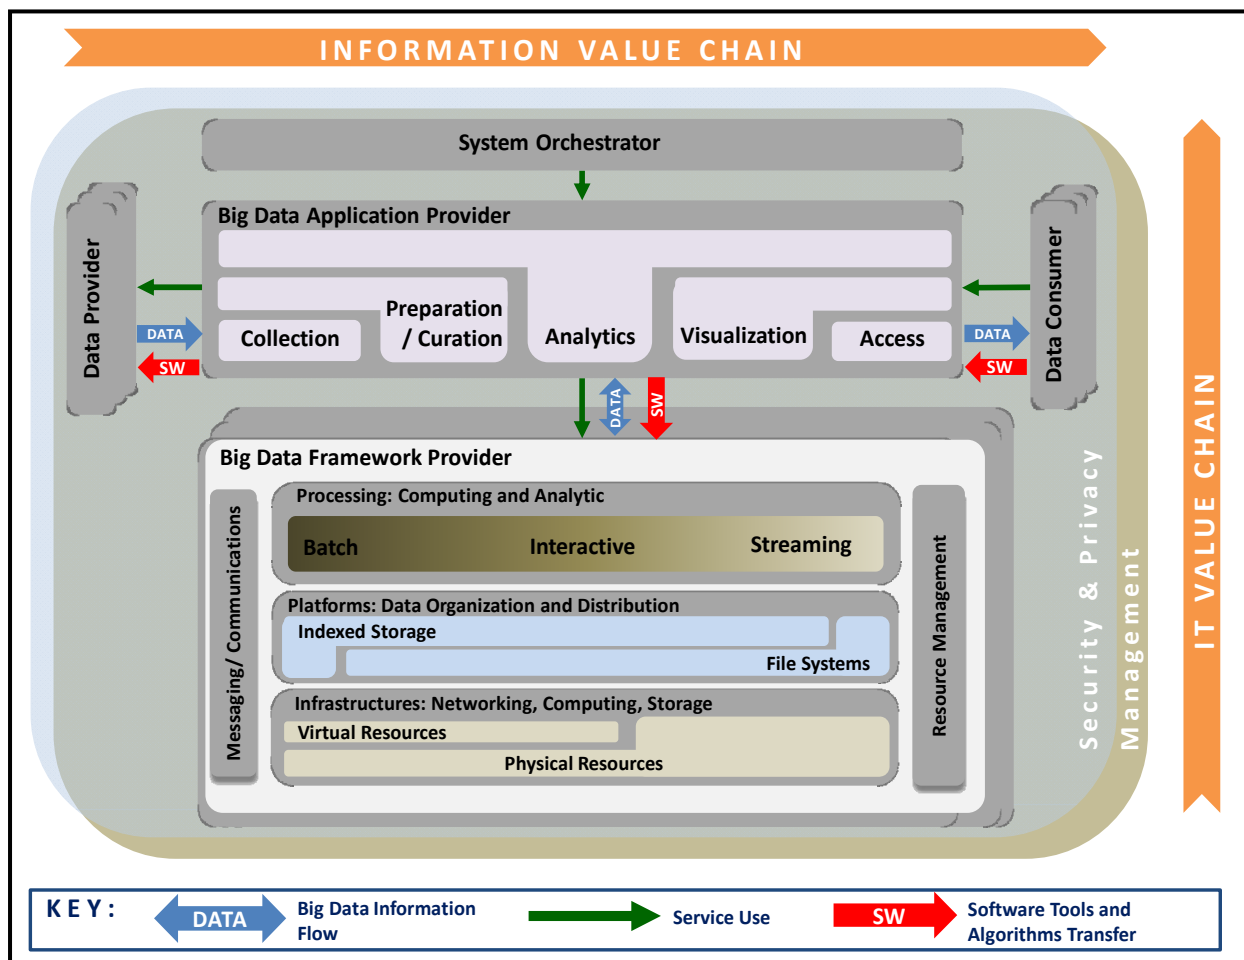 INFORMATION VALUE CHAIN
System Orchestrator
Big Data Application Provider
Data Provider
Data Consumer
Collection
Preparation
/ Curation
Analytics
Visualization
Access
DATA
SW
DATA
SW
DATA
SW
Big Data Framework Provider
Messaging/ Communications
Processing: Computing and Analytic
Batch
Interactive
Streaming
Platforms: Data Organization and Distribution
Indexed Storage
File Systems
Infrastructures: Networking, Computing, Storage
Virtual Resources
Physical Resources
Resource Management
Security & Privacy
Management
IT VALUE CHAIN
KEY:
DATA
Big Data Information
Flow
Service Use
SW
Software Tools and
Algorithms Transfer